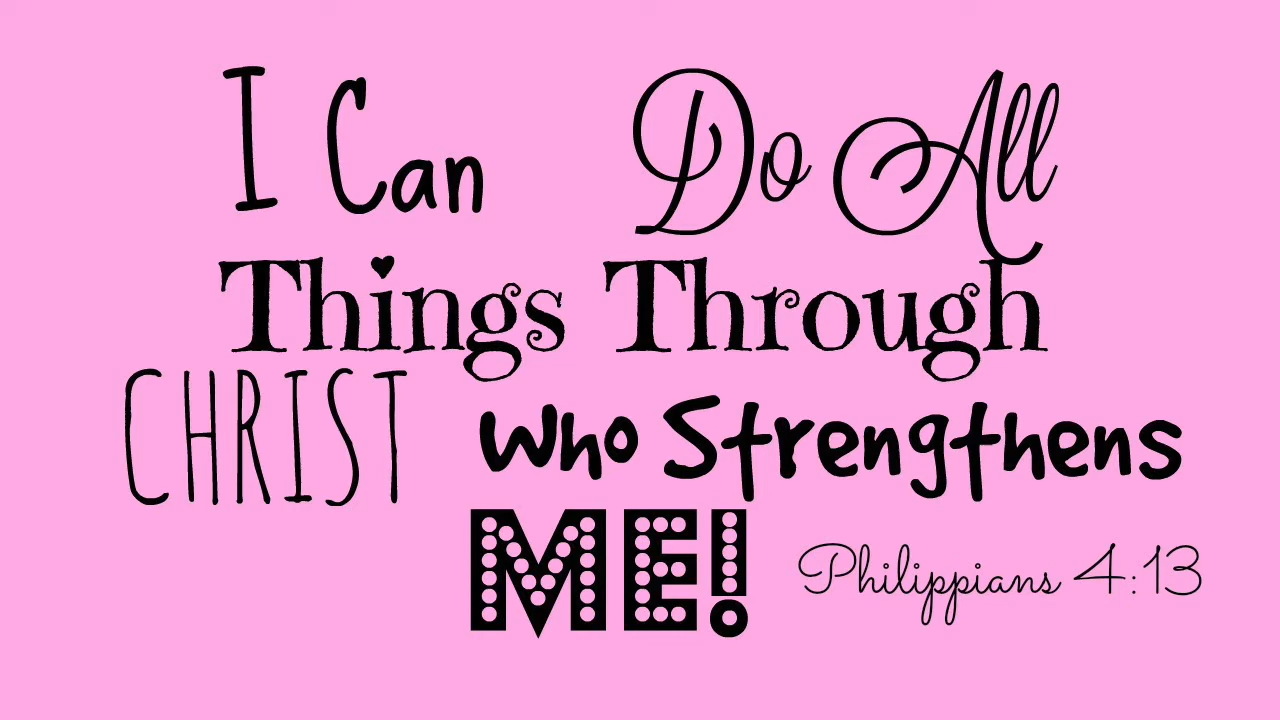 I Can Do All
Things Through
CHRIST Who Strengthens
ME! Philippians 4:13